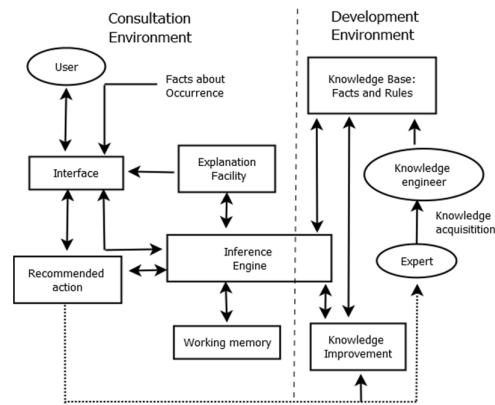 Consultation
Environment
Development
Environment
User
Facts about
Occurrence
Knowledge Base:
Facts and Rules
Interface
Explanation
Facility
Knowledge
engineer
Knowledge
acquisitition
Inference
Engine
Expert
Recommended
action
Working memory
Knowledge
Improvement